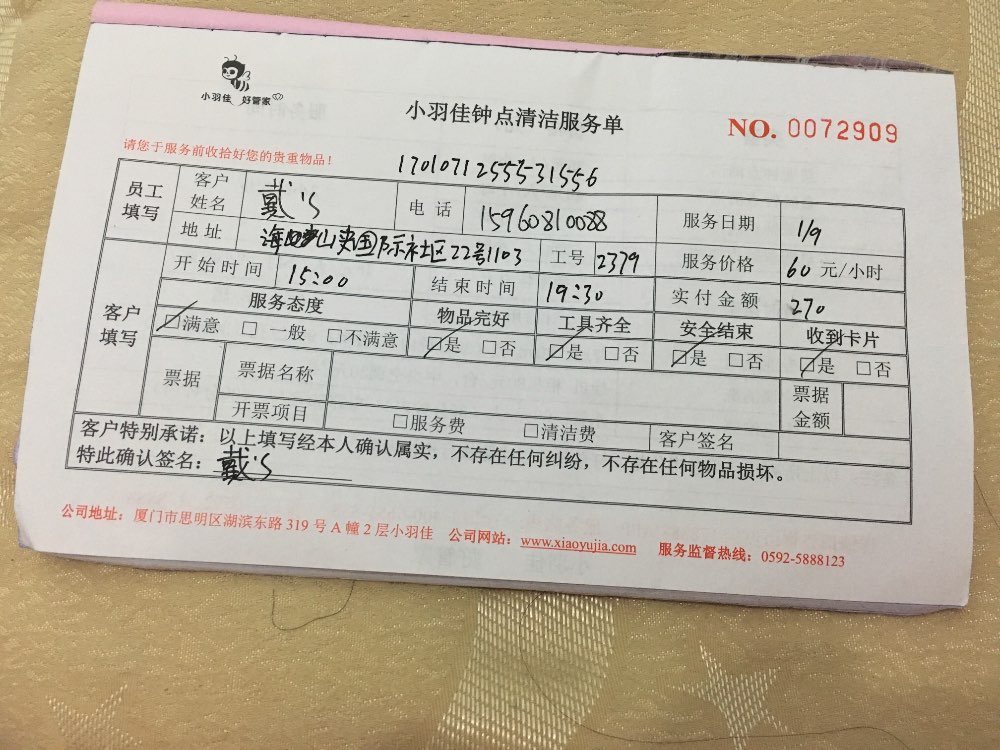 小羽佳 好管家
小羽佳钟点清洁服务单
NO. 0072909
请您于服务前收拾好您的贵重物品！
1701071255531556
员工填写 客户姓名 戴's 电话 15960810088 服务日期 1/9
地址 海 山 国际社区22号1103 工号 2379 服务价格 60 元/小时
客户填写 开始时间 15:00 结束时间 19:30 实付金额 270
服务态度 物品完好 工具齐全 安全结束 收到卡片
☑满意 □ 一般 □不满意 ☑是 □否 ☑是 □否 ☑是 □否 ☑是 □否
票据 票据名称 票据金额
开票项目 □服务费 □清洁费 客户签名
客户特别承诺：以上填写经本人确认属实，不存在任何纠纷，不存在任何物品损坏。
特此确认签名：戴's
公司地址：厦门市思明区湖滨东路 319 号 A 幢 2 层小羽佳 公司网站：www.xiaoyujia.com 服务监督热线：0592-5888123